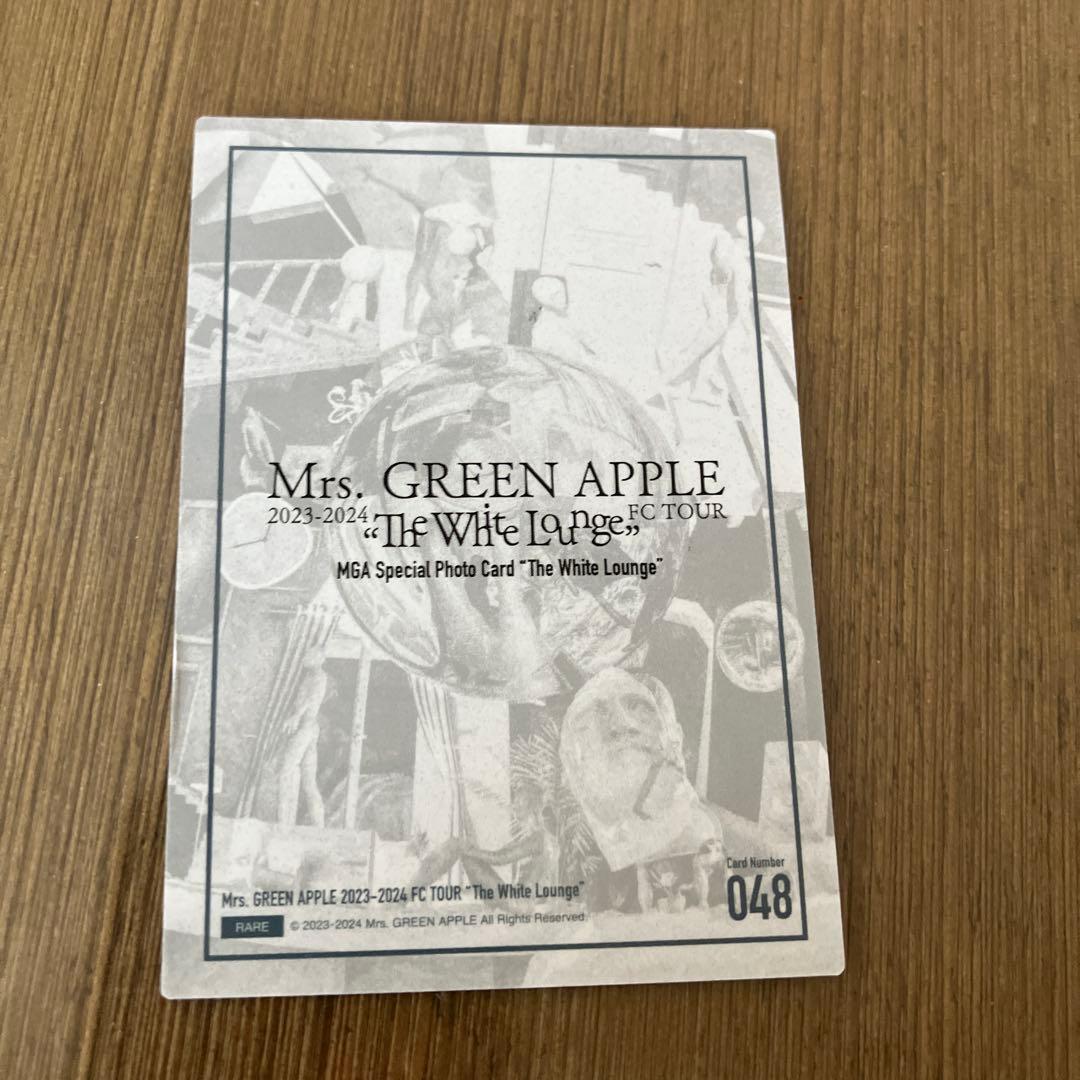 Mrs. GREEN APPLE
2023-2024 “The White Lounge” FC TOUR
MGA Special Photo Card “The White Lounge”
Card Number
048
Mrs. GREEN APPLE 2023-2024 FC TOUR “The White Lounge”
RARE © 2023-2024 Mrs. GREEN APPLE All Rights Reserved.